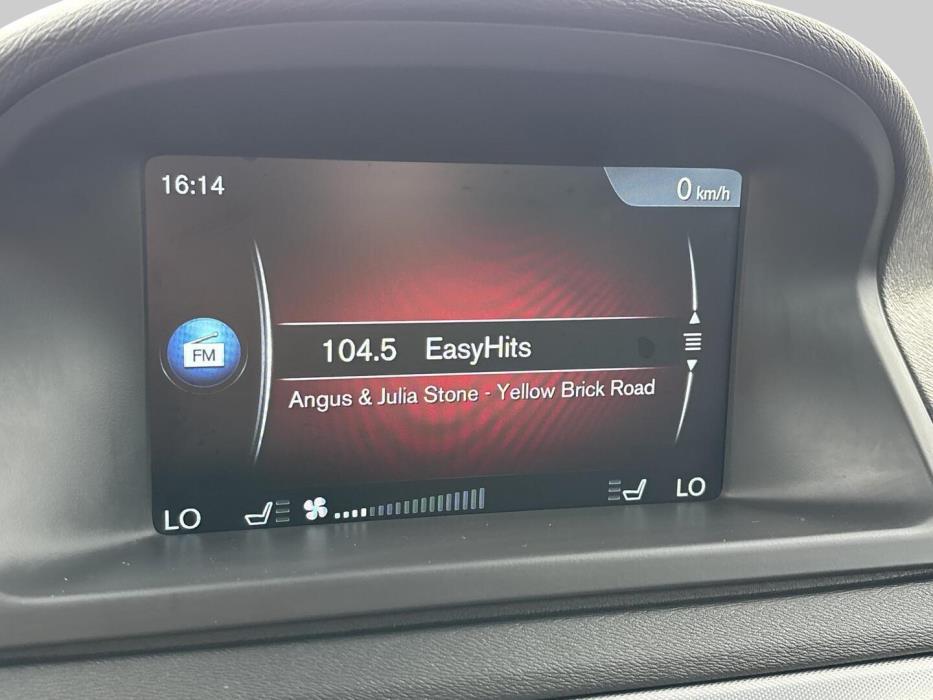 16:14
0 km/h
FM
104.5 EasyHits
Angus & Julia Stone - Yellow Brick Road
LO
LO